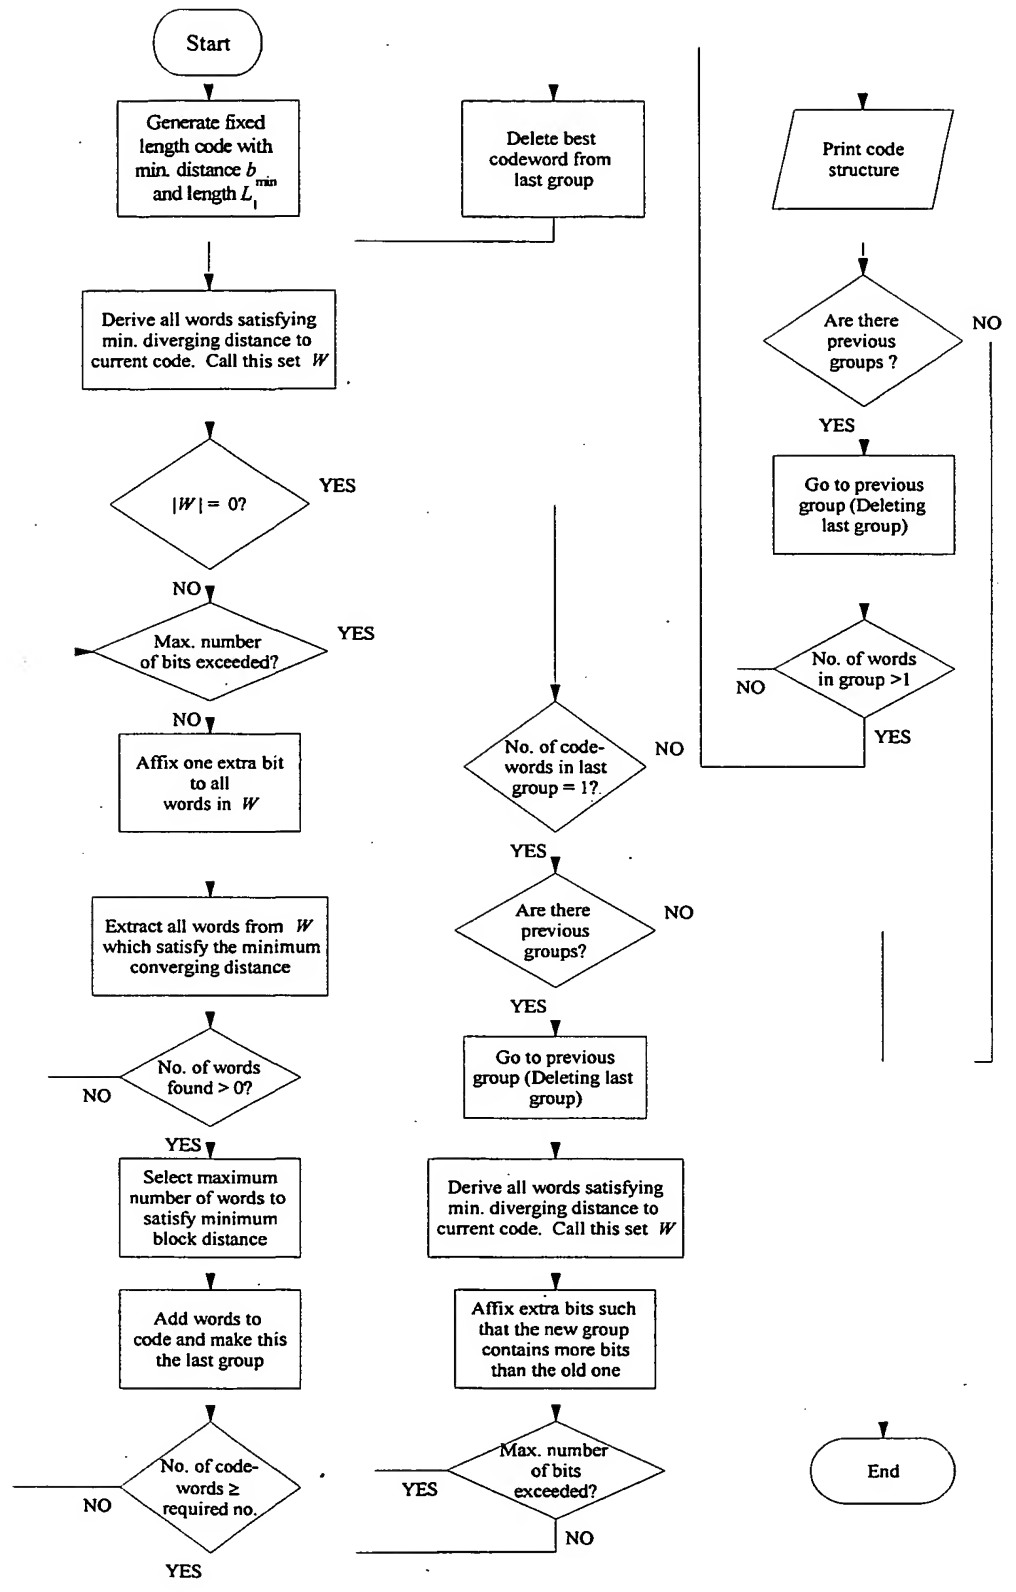 Start
Generate fixed
length code with
min. distance b min
and length L 1
Derive all words satisfying
min. diverging distance to
current code. Call this set W
|W| = 0?
YES
NO
Max. number
of bits exceeded?
YES
NO
Affix one extra bit
to all
words in W
Extract all words from W
which satisfy the minimum
converging distance
No. of words
found > 0?
NO
YES
Select maximum
number of words to
satisfy minimum
block distance
Add words to
code and make this
the last group
No. of code-
words ≥
required no.
NO
YES
Delete best
codeword from
last group
No. of code-
words in last
group = 1?
NO
YES
Are there
previous
groups?
NO
YES
Go to previous
group (Deleting last
group)
Derive all words satisfying
min. diverging distance to
current code. Call this set W
Affix extra bits such
that the new group
contains more bits
than the old one
Max. number
of bits
exceeded?
YES
NO
Print code
structure
Are there
previous
groups ?
NO
YES
Go to previous
group (Deleting
last group)
No. of words
in group >1
NO
YES
End